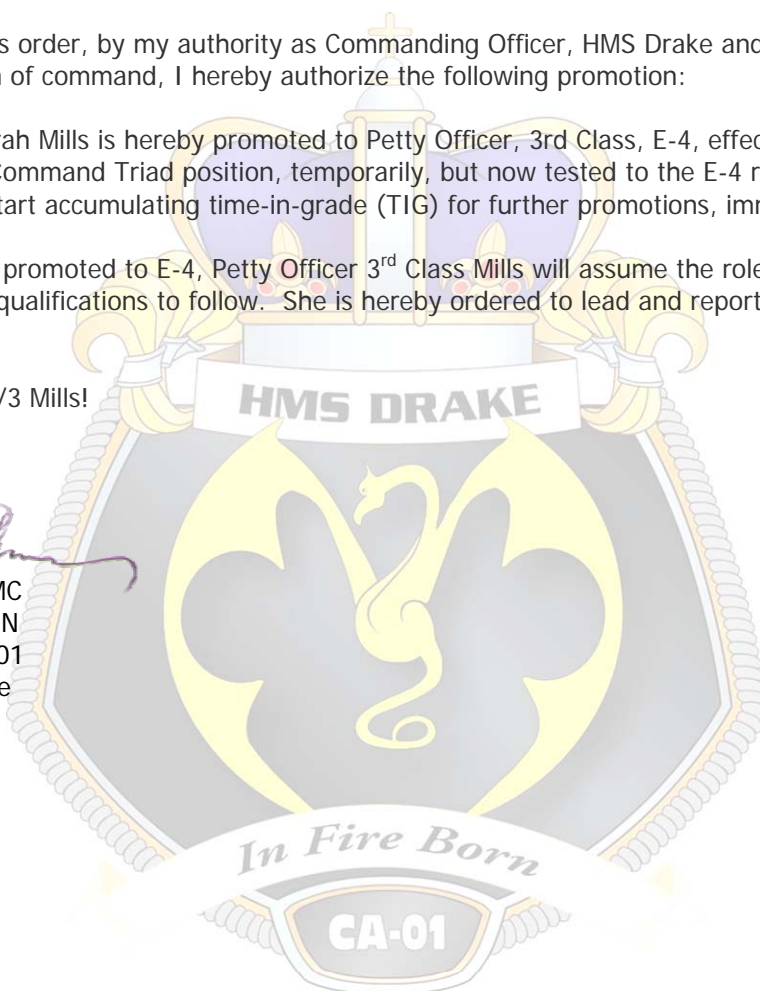 s order, by my authority as Commanding Officer, HMS Drake and
of command, I hereby authorize the following promotion:
rah Mills is hereby promoted to Petty Officer, 3rd Class, E-4, effec
Command Triad position, temporarily, but now tested to the E-4 r
tart accumulating time-in-grade (TIG) for further promotions, imm
promoted to E-4, Petty Officer 3rd Class Mills will assume the role
qualifications to follow. She is hereby ordered to lead and report
/3 Mills!
HMS DRAKE
MC
N
01
e
In Fire Born
CA-01